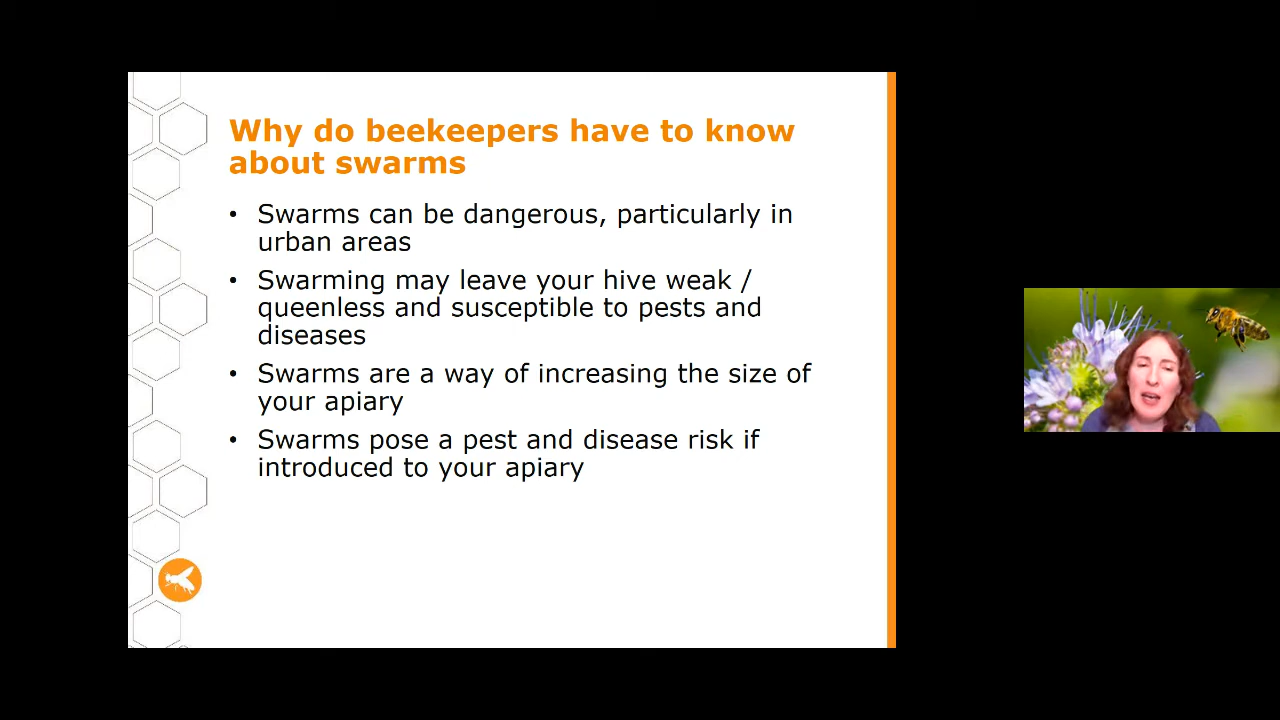 Why do beekeepers have to know
about swarms
• Swarms can be dangerous, particularly in
urban areas
• Swarming may leave your hive weak /
queenless and susceptible to pests and
diseases
• Swarms are a way of increasing the size of
your apiary
• Swarms pose a pest and disease risk if
introduced to your apiary